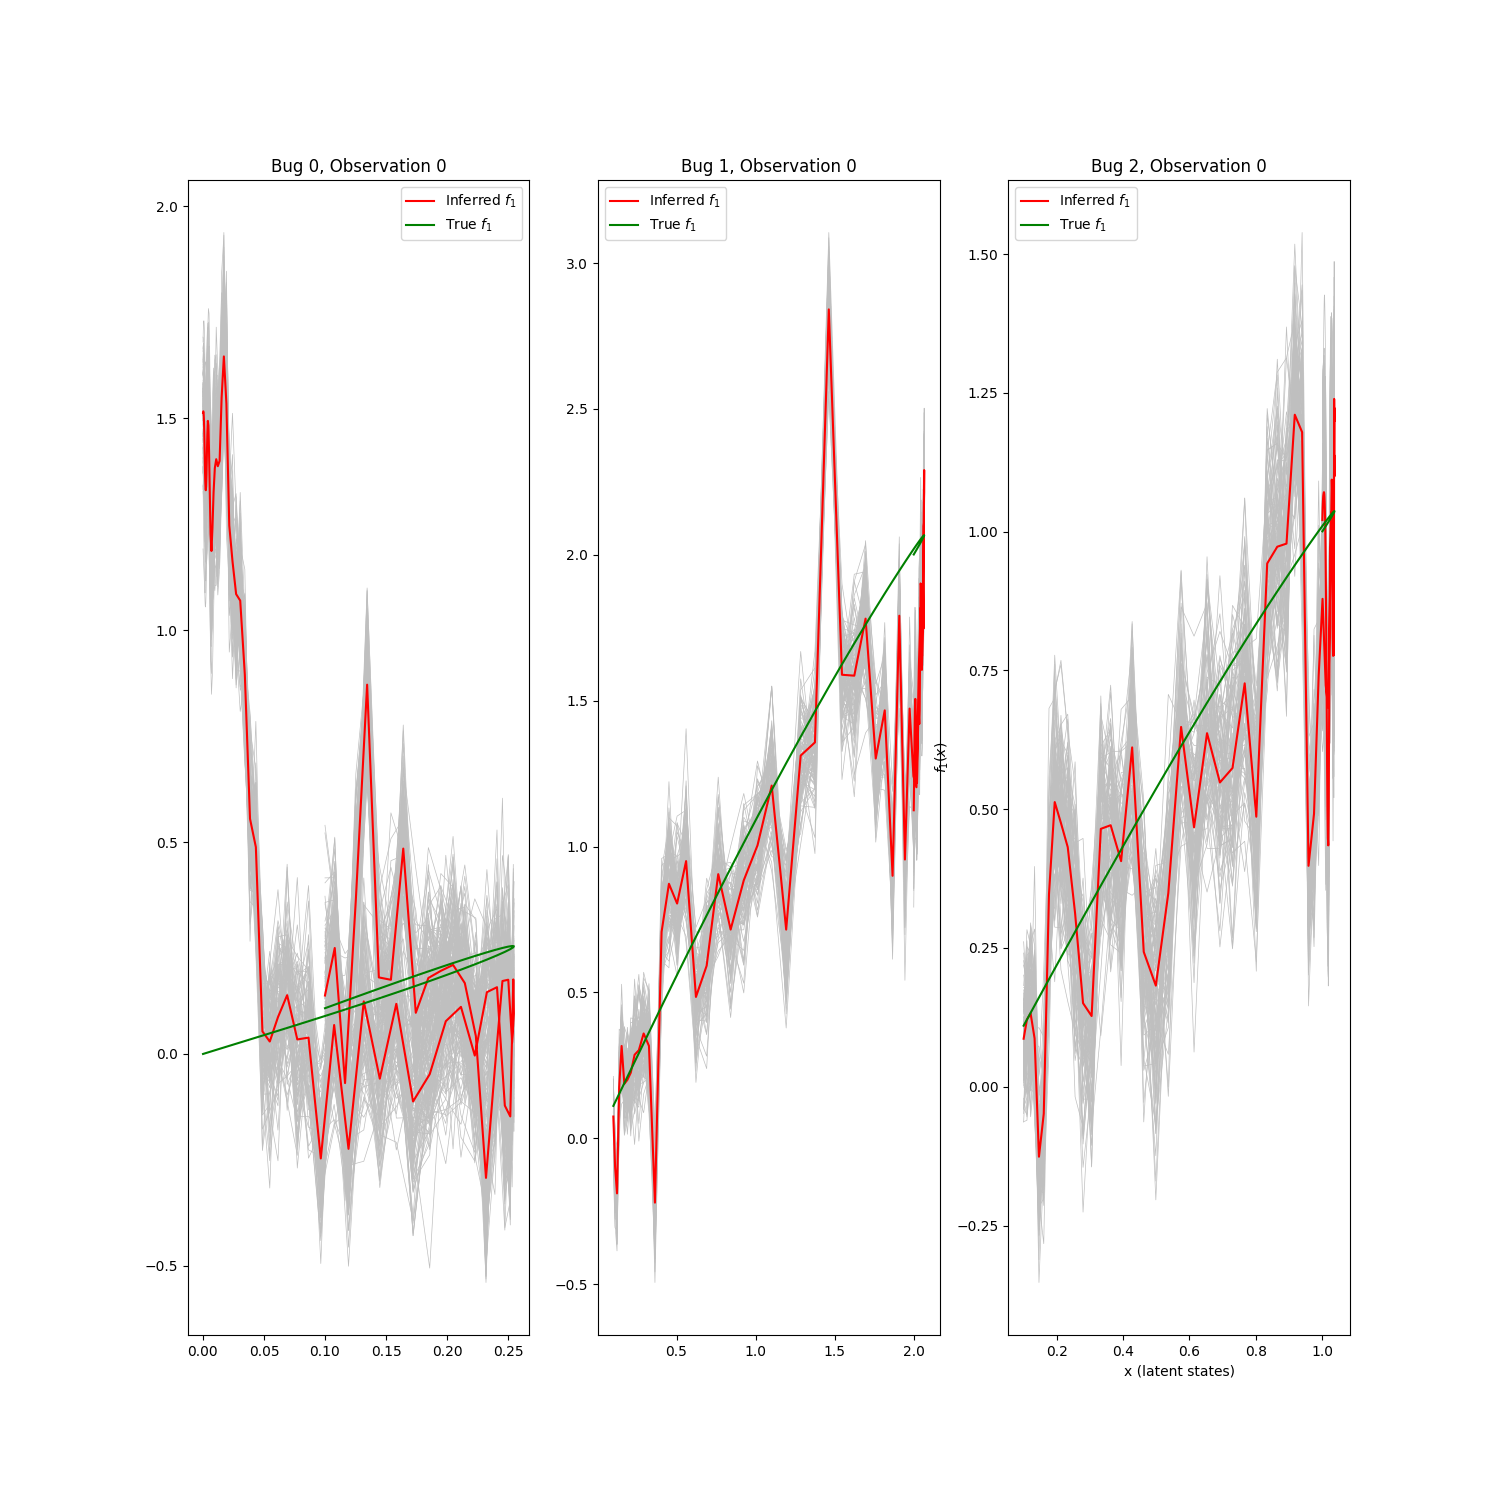 Bug 0, Observation 0
Inferred f₁
True f₁
2.0
1.5
1.0
0.5
0.0
−0.5
0.00 0.05 0.10 0.15 0.20 0.25
Bug 1, Observation 0
Inferred f₁
True f₁
3.0
2.5
2.0
1.5
1.0
0.5
0.0
−0.5
0.5 1.0 1.5 2.0
Bug 2, Observation 0
Inferred f₁
True f₁
f₁(x)
1.50
1.25
1.00
0.75
0.50
0.25
0.00
−0.25
0.2 0.4 0.6 0.8 1.0
x (latent states)